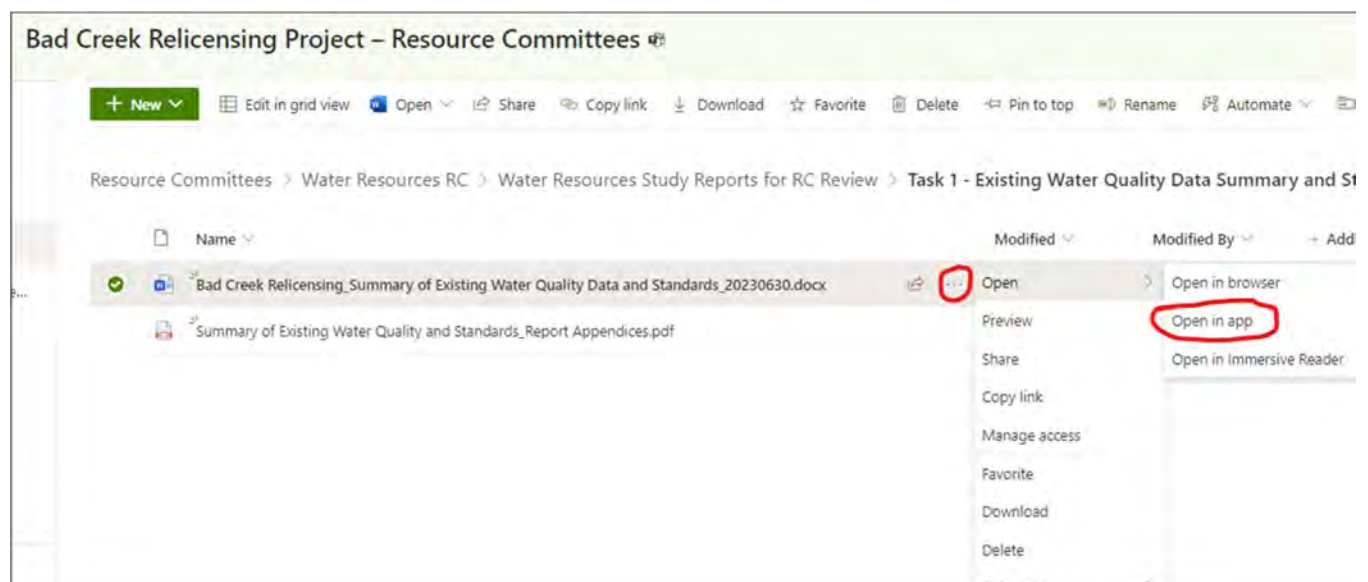 Bad Creek Relicensing Project – Resource Committees
+ New Edit in grid view Open Share Copy link Download Favorite Delete Pin to top Rename Automate
Resource Committees > Water Resources RC > Water Resources Study Reports for RC Review > Task 1 - Existing Water Quality Data Summary and St
Name Modified Modified By + Add
Bad Creek Relicensing_Summary of Existing Water Quality Data and Standards_20230630.docx ... Open > Open in browser
e...
Summary of Existing Water Quality and Standards_Report Appendices.pdf Preview Open in app
Share Open in Immersive Reader
Copy link
Manage access
Favorite
Download
Delete